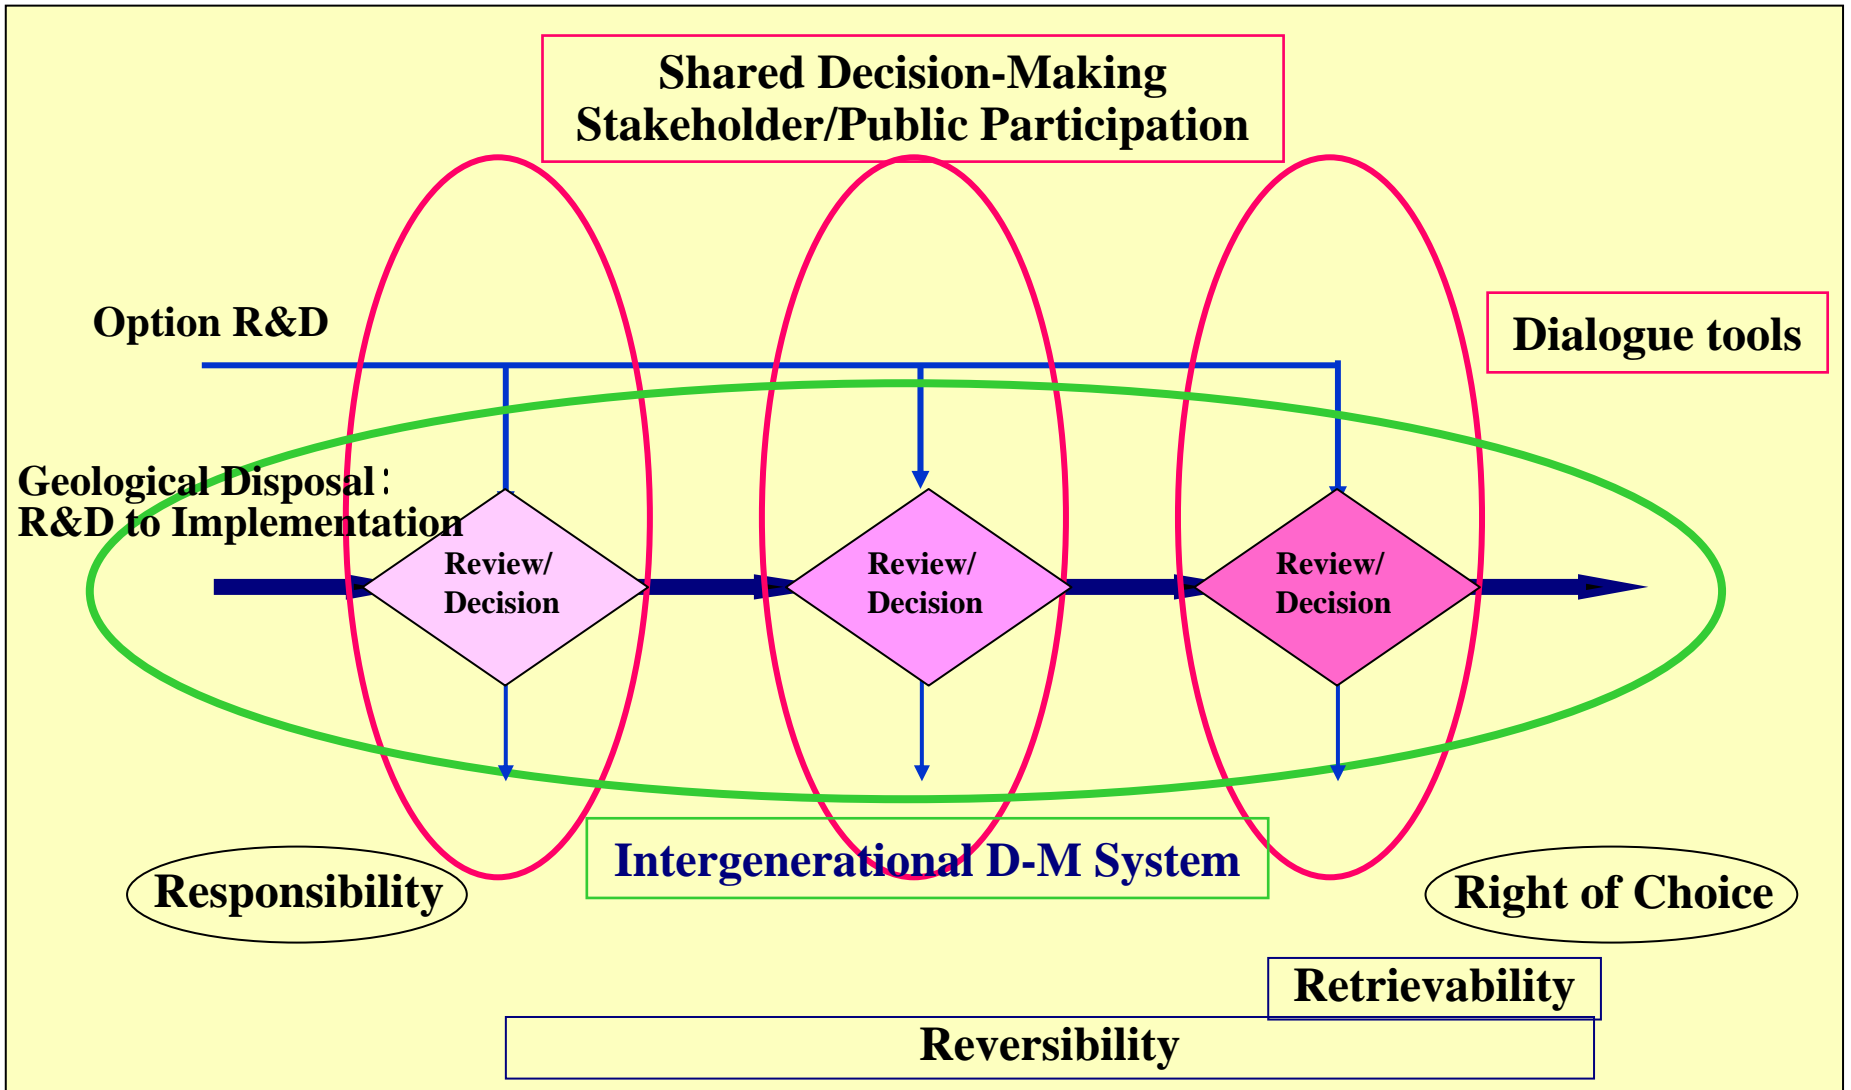 Shared Decision-Making
Stakeholder/Public Participation
Option R&D
Dialogue tools
Geological Disposal:
R&D to Implementation
Review/
Decision
Review/
Decision
Review/
Decision
Intergenerational D-M System
Responsibility
Right of Choice
Retrievability
Reversibility